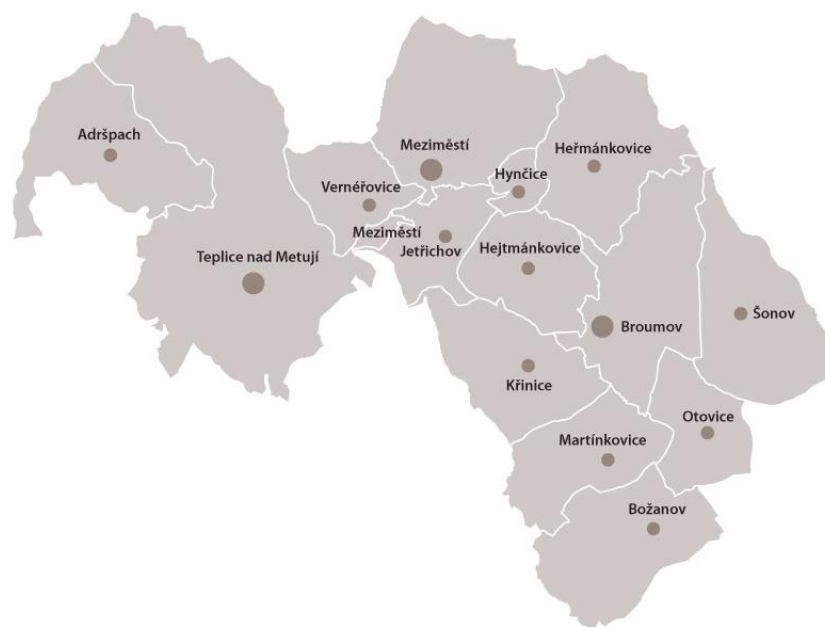 Adršpach
Meziměstí
Heřmánkovice
Hynčice
Vernéřovice
Meziměstí
Jetřichov
Hejtmánkovice
Teplice nad Metují
Šonov
Broumov
Křinice
Otovice
Martínkovice
Božanov